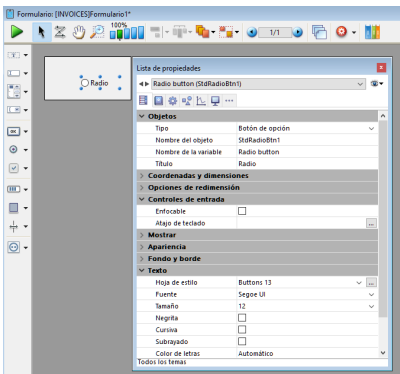 Formulario: [INVOICES]Formulario1*
100%
1/1
Radio
Lista de propiedades
Radio button (StdRadioBtn1)
Objetos
Tipo Botón de opción
Nombre del objeto StdRadioBtn1
Nombre de la variable Radio button
Título Radio
Coordenadas y dimensiones
Opciones de redimensión
Controles de entrada
Enfocable
Atajo de teclado ...
Mostrar
Apariencia
Fondo y borde
Texto
Hoja de estilo Buttons 13 ...
Fuente Segoe UI
Tamaño 12
Negrita
Cursiva
Subrayado
Color de letras Automático
Todos los temas